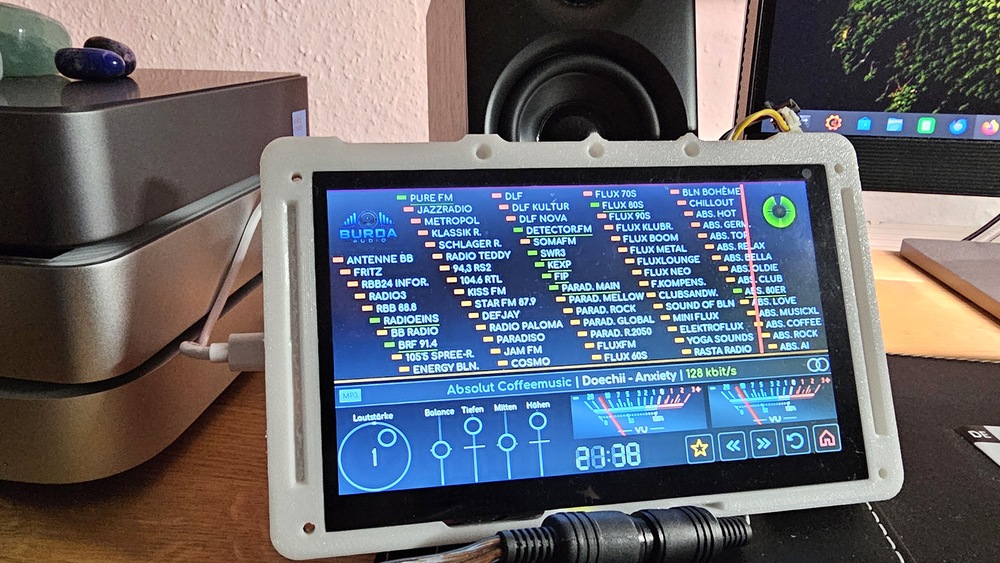 BURDA
AUDIO
ANTENNE BB
FRITZ
RBB24 INFOR.
RADIO3
RBB 88.8
RADIOEINS
BB RADIO
BRF 91.4
105'5 SPREE-R.
ENERGY BLN.
PURE FM
JAZZRADIO
METROPOL
KLASSIK R.
SCHLAGER R.
RADIO TEDDY
94,3 RS2
104.6 RTL
KISS FM
STAR FM 87.9
DEFJAY
RADIO PALOMA
PARADISO
JAM FM
COSMO
DLF
DLF KULTUR
DLF NOVA
DETECTOR.FM
SOMAFM
SWR3
KEXP
FIP
PARAD. MAIN
PARAD. MELLOW
PARAD. ROCK
PARAD. GLOBAL
PARAD. R.2050
FLUXFM
FLUX 60S
FLUX 70S
FLUX 80S
FLUX 90S
FLUX KLUBR.
FLUX BOOM
FLUX METAL
FLUXLOUNGE
FLUX NEO
F.KOMPENS.
CLUBSANDW.
SOUND OF BLN
MINI FLUX
ELEKTROFLUX
YOGA SOUNDS
RASTA RADIO
BLN BOHÈME
CHILLOUT
ABS. HOT
ABS. GERM.
ABS. TOP
ABS. RELAX
ABS. BELLA
ABS. OLDIE
ABS. CLUB
ABS. 80ER
ABS. LOVE
ABS. MUSICXL
ABS. COFFEE
ABS. ROCK
ABS. AI
MP3
Absolut Coffeemusic | Doechii - Anxiety | 128 kbit/s
Lautstärke
1
Balance
Tiefen
Mitten
Höhen
VU
VU
DE